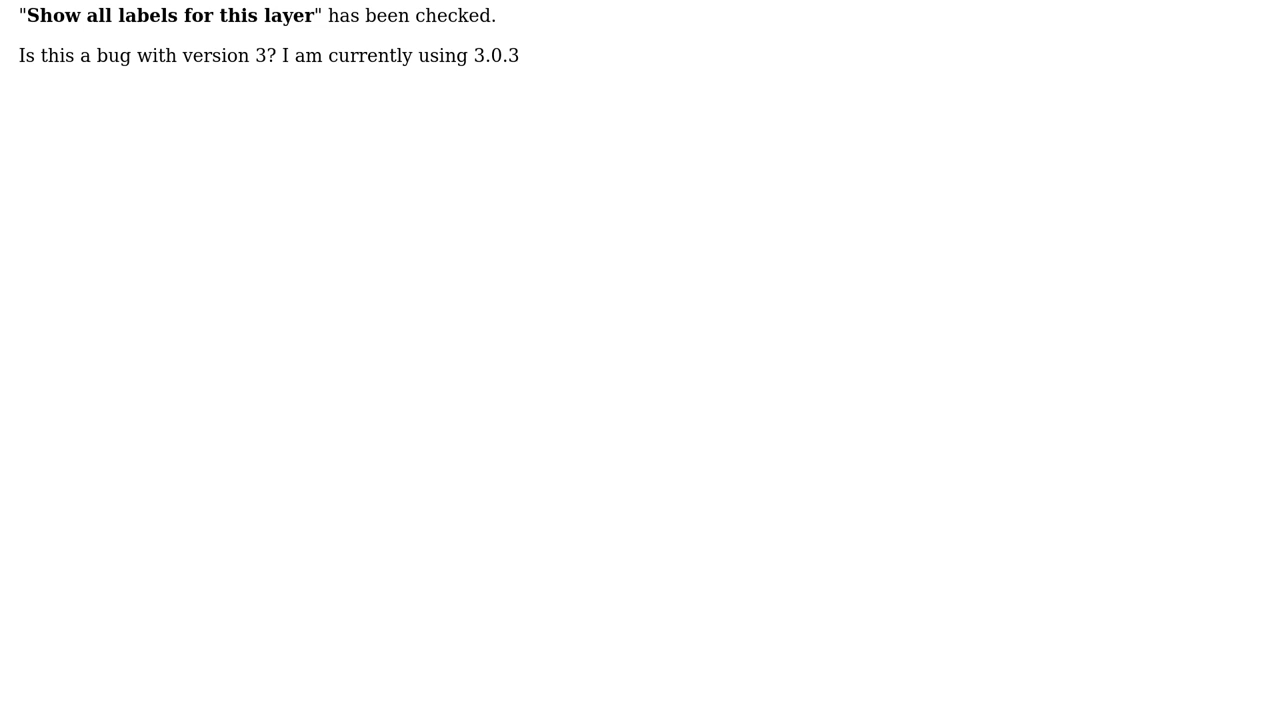 "Show all labels for this layer" has been checked.
Is this a bug with version 3? I am currently using 3.0.3